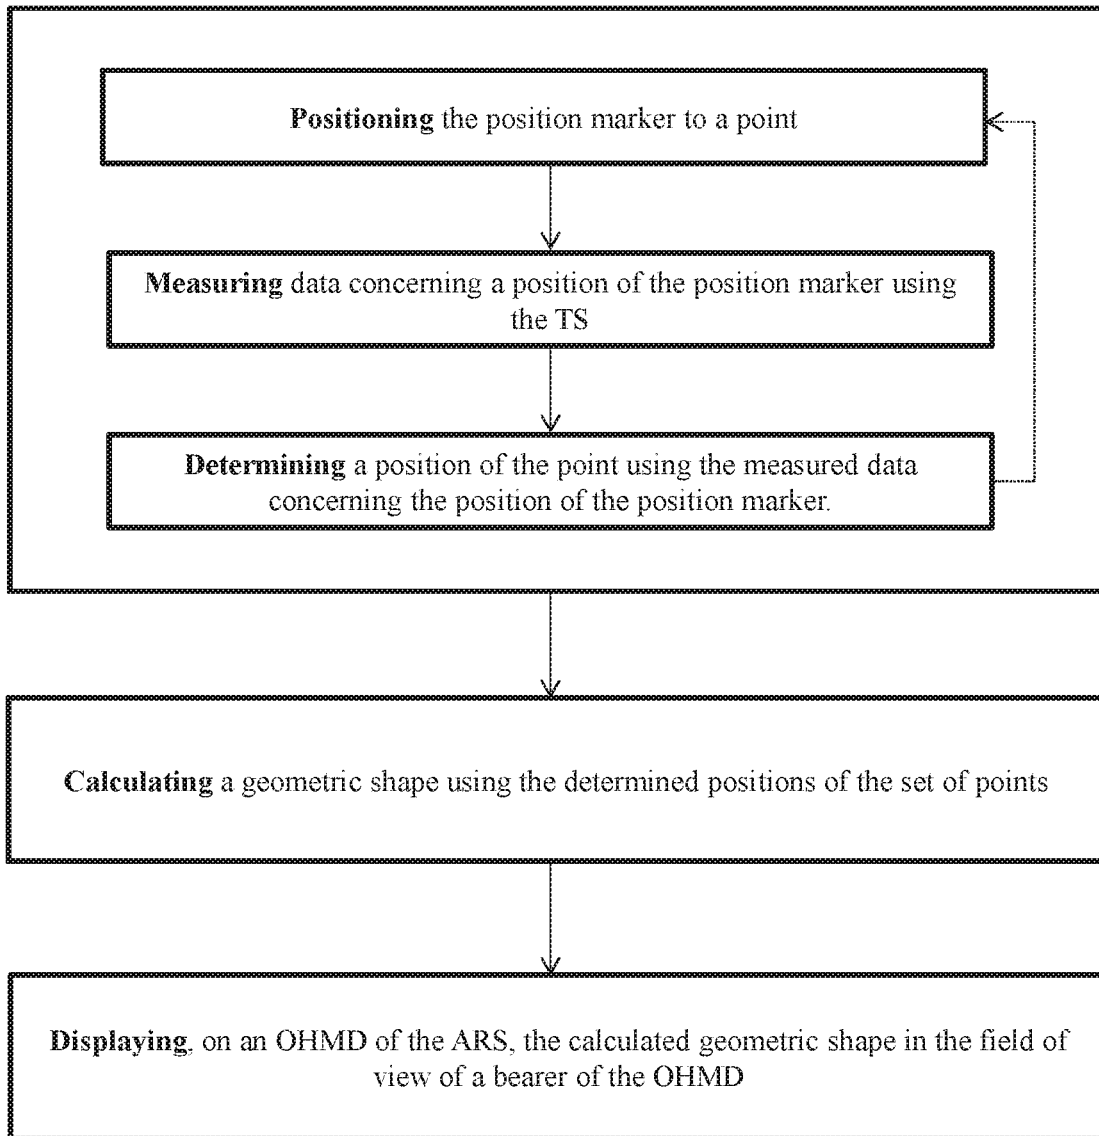 Positioning the position marker to a point
Measuring data concerning a position of the position marker using
the TS
Determining a position of the point using the measured data
concerning the position of the position marker.
Calculating a geometric shape using the determined positions of the set of points
Displaying, on an OHMD of the ARS, the calculated geometric shape in the field of
view of a bearer of the OHMD